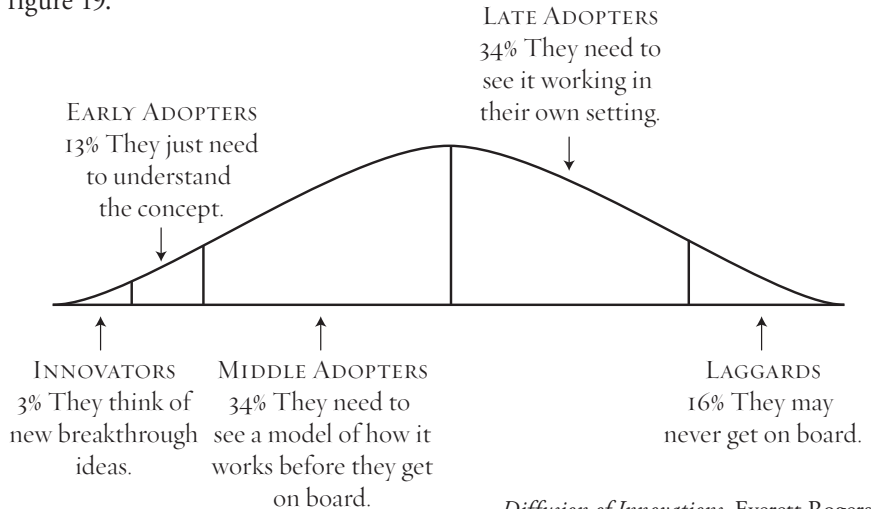 figure 19.
LATE ADOPTERS
34% They need to
see it working in
their own setting.
EARLY ADOPTERS
13% They just need
to understand
the concept.
INNOVATORS
3% They think of
new breakthrough
ideas.
MIDDLE ADOPTERS
34% They need to
see a model of how it
works before they get
on board.
LAGGARDS
16% They may
never get on board.
Diffusion of Innovations, Everett Rogers